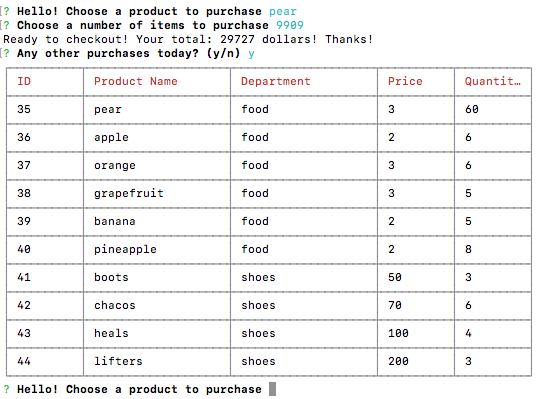 ? Hello! Choose a product to purchase pear
? Choose a number of items to purchase 9909
Ready to checkout! Your total: 29727 dollars! Thanks!
? Any other purchases today? (y/n) y
ID Product Name Department Price Quantit…
35 pear food 3 60
36 apple food 2 6
37 orange food 3 6
38 grapefruit food 3 5
39 banana food 2 5
40 pineapple food 2 8
41 boots shoes 50 3
42 chacos shoes 70 6
43 heals shoes 100 4
44 lifters shoes 200 3
? Hello! Choose a product to purchase